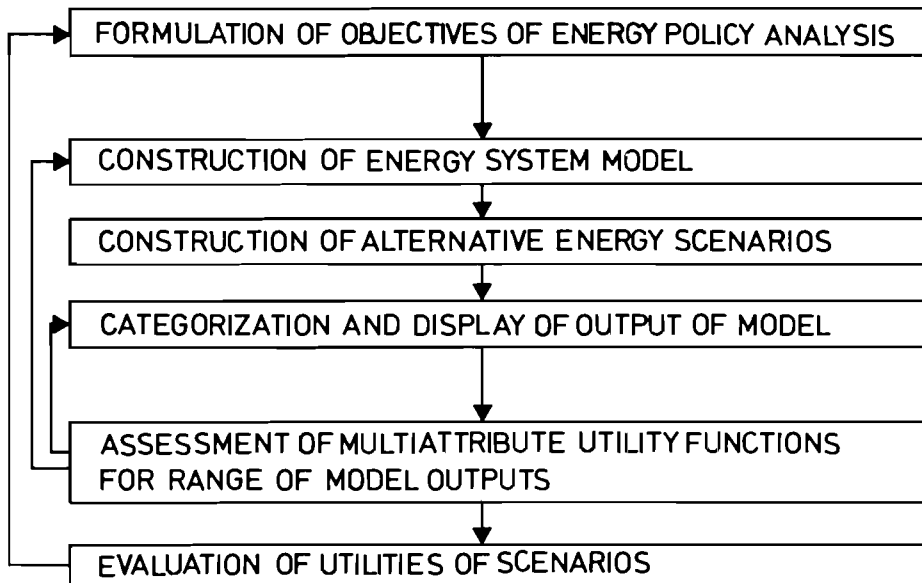 FORMULATION OF OBJECTIVES OF ENERGY POLICY ANALYSIS
CONSTRUCTION OF ENERGY SYSTEM MODEL
CONSTRUCTION OF ALTERNATIVE ENERGY SCENARIOS
CATEGORIZATION AND DISPLAY OF OUTPUT OF MODEL
ASSESSMENT OF MULTIATTRIBUTE UTILITY FUNCTIONS
FOR RANGE OF MODEL OUTPUTS
EVALUATION OF UTILITIES OF SCENARIOS